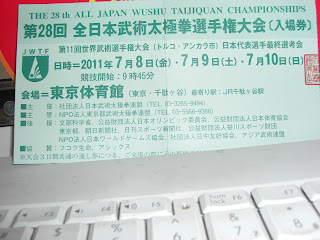 THE 28th ALL JAPAN WUSHU TAIJIQUAN CHAMPIONSHIPS
第28回 全日本武術太極拳選手権大会〔入場券〕
JWTF
第11回世界武術選手権大会（トルコ・アンカラ市）日本代表選手最終選考会
日時＝2011年7月8日(金)・7月9日(土)・7月10日(日)
競技開始：9時45分
会場＝東京体育館（東京・千駄ヶ谷）最寄り駅：JR千駄ヶ谷駅
主催：社団法人日本武術太極拳連盟（TEL 03-3265-9494）
主管：NPO法人東京都武術太極拳連盟
後援：文部科学省、公益財団法人日本オリンピック委員会、公益財団法人日本体育協会
東京都、朝日新聞社、日刊スポーツ新聞社、公益財団法人笹川スポーツ財団
NPO法人日本ワールドゲームズ協会、社団法人日中友好協会、アジア武術連盟
協賛：フコク生命、アシックス
F6
F7
F8